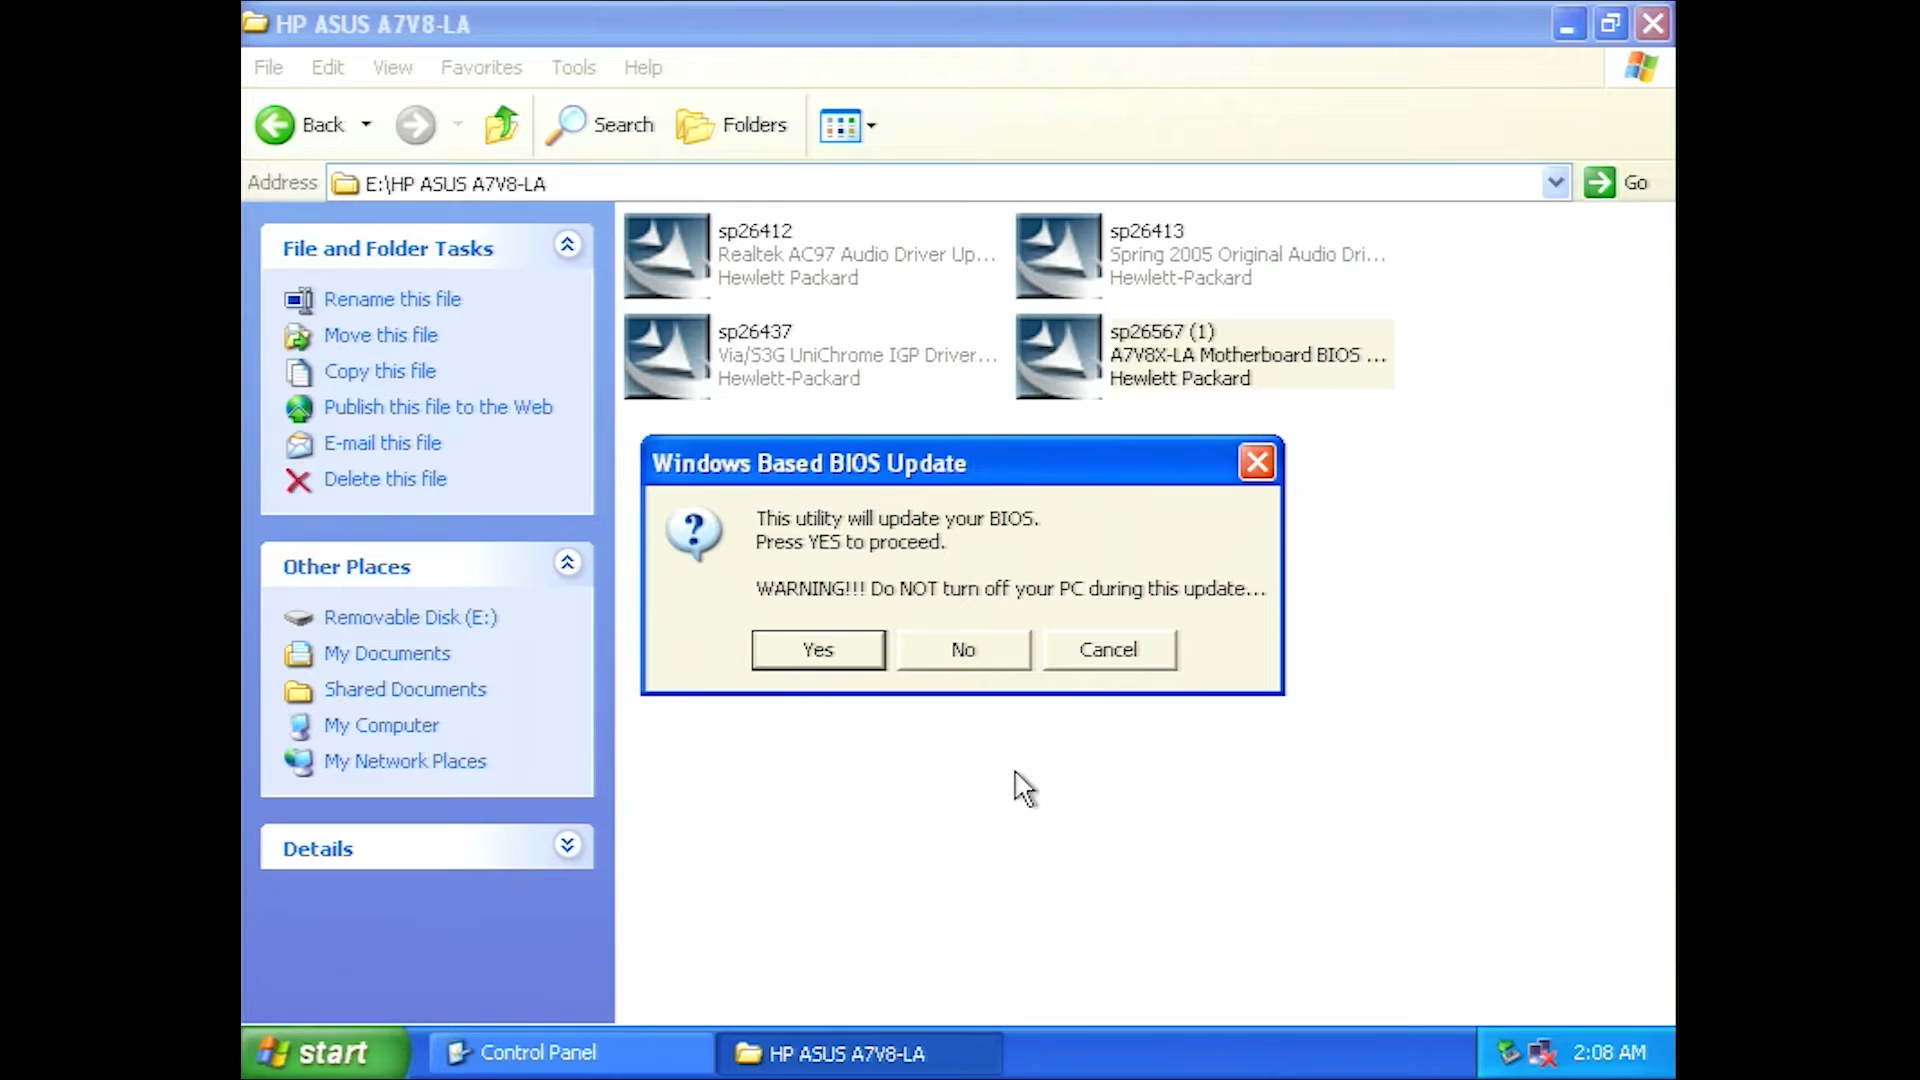 HP ASUS A7V8-LA
File Edit View Favorites Tools Help
Back Search Folders
Address E:\HP ASUS A7V8-LA Go
File and Folder Tasks
Rename this file
Move this file
Copy this file
Publish this file to the Web
E-mail this file
Delete this file
Other Places
Removable Disk (E:)
My Documents
Shared Documents
My Computer
My Network Places
Details
sp26412
Realtek AC97 Audio Driver Up...
Hewlett Packard
sp26413
Spring 2005 Original Audio Dri...
Hewlett-Packard
sp26437
Via/S3G UniChrome IGP Driver...
Hewlett-Packard
sp26567 (1)
A7V8X-LA Motherboard BIOS ...
Hewlett Packard
Windows Based BIOS Update
This utility will update your BIOS.
Press YES to proceed.
WARNING!!! Do NOT turn off your PC during this update...
Yes No Cancel
start Control Panel HP ASUS A7V8-LA 2:08 AM